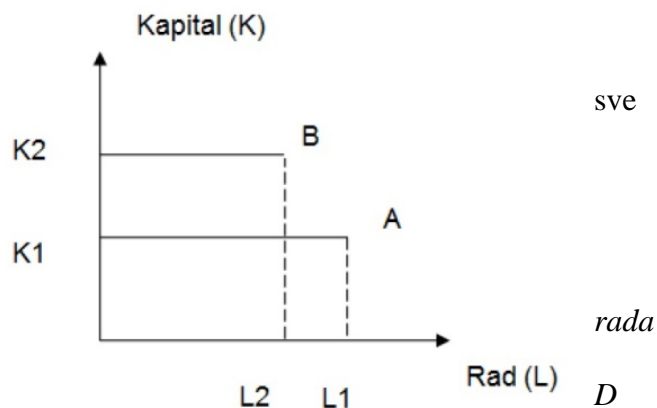 Kapital (K)
sve
K2
B
A
K1
rada
Rad (L)
L2 L1
D